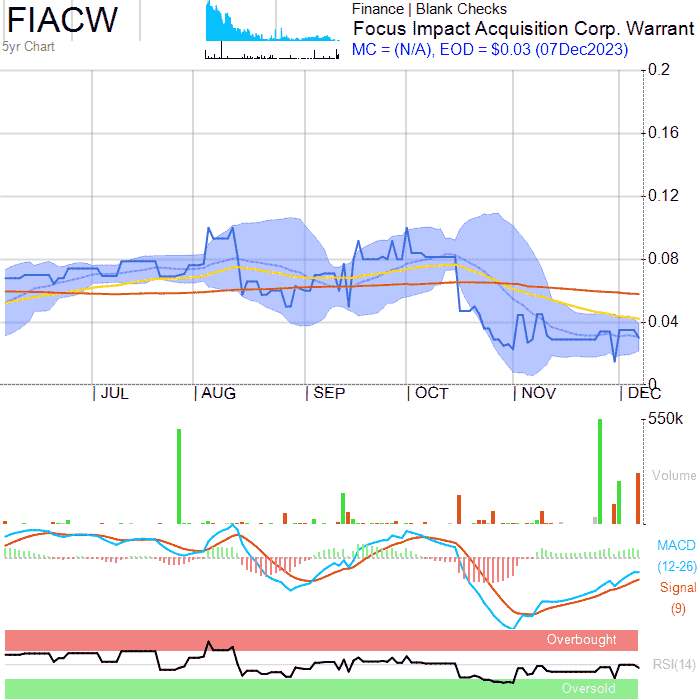 FIACW
5yr Chart
Finance | Blank Checks
Focus Impact Acquisition Corp. Warrant
MC = (N/A), EOD = $0.03 (07Dec2023)
0.2
0.16
0.12
0.08
0.04
0
JUL
AUG
SEP
OCT
NOV
DEC
550k
Volume
MACD
(12-26)
Signal
(9)
Overbought
RSI(14)
Oversold